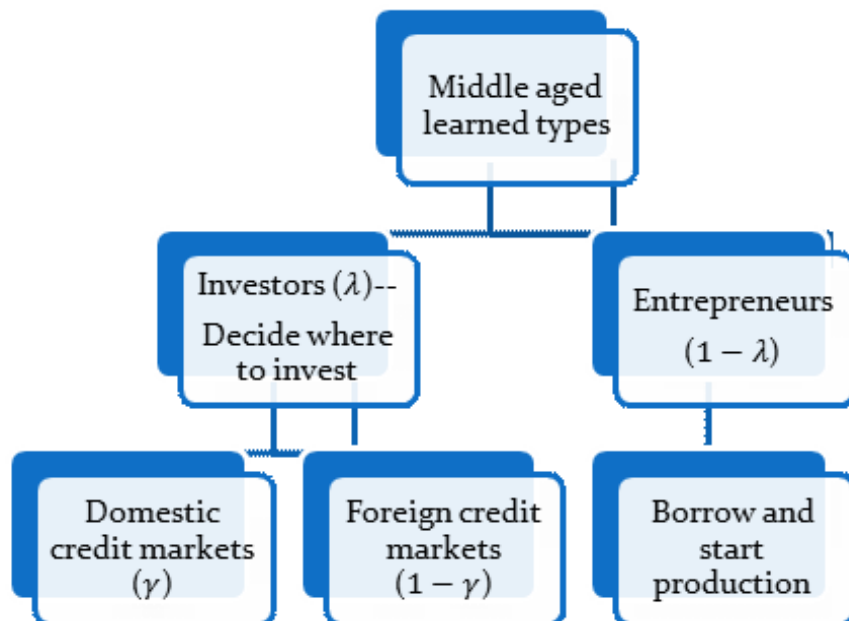 Middle aged
learned types
Investors (λ)--
Decide where
to invest
Entrepreneurs
(1 − λ)
Domestic
credit markets
(γ)
Foreign credit
markets
(1 − γ)
Borrow and
start
production